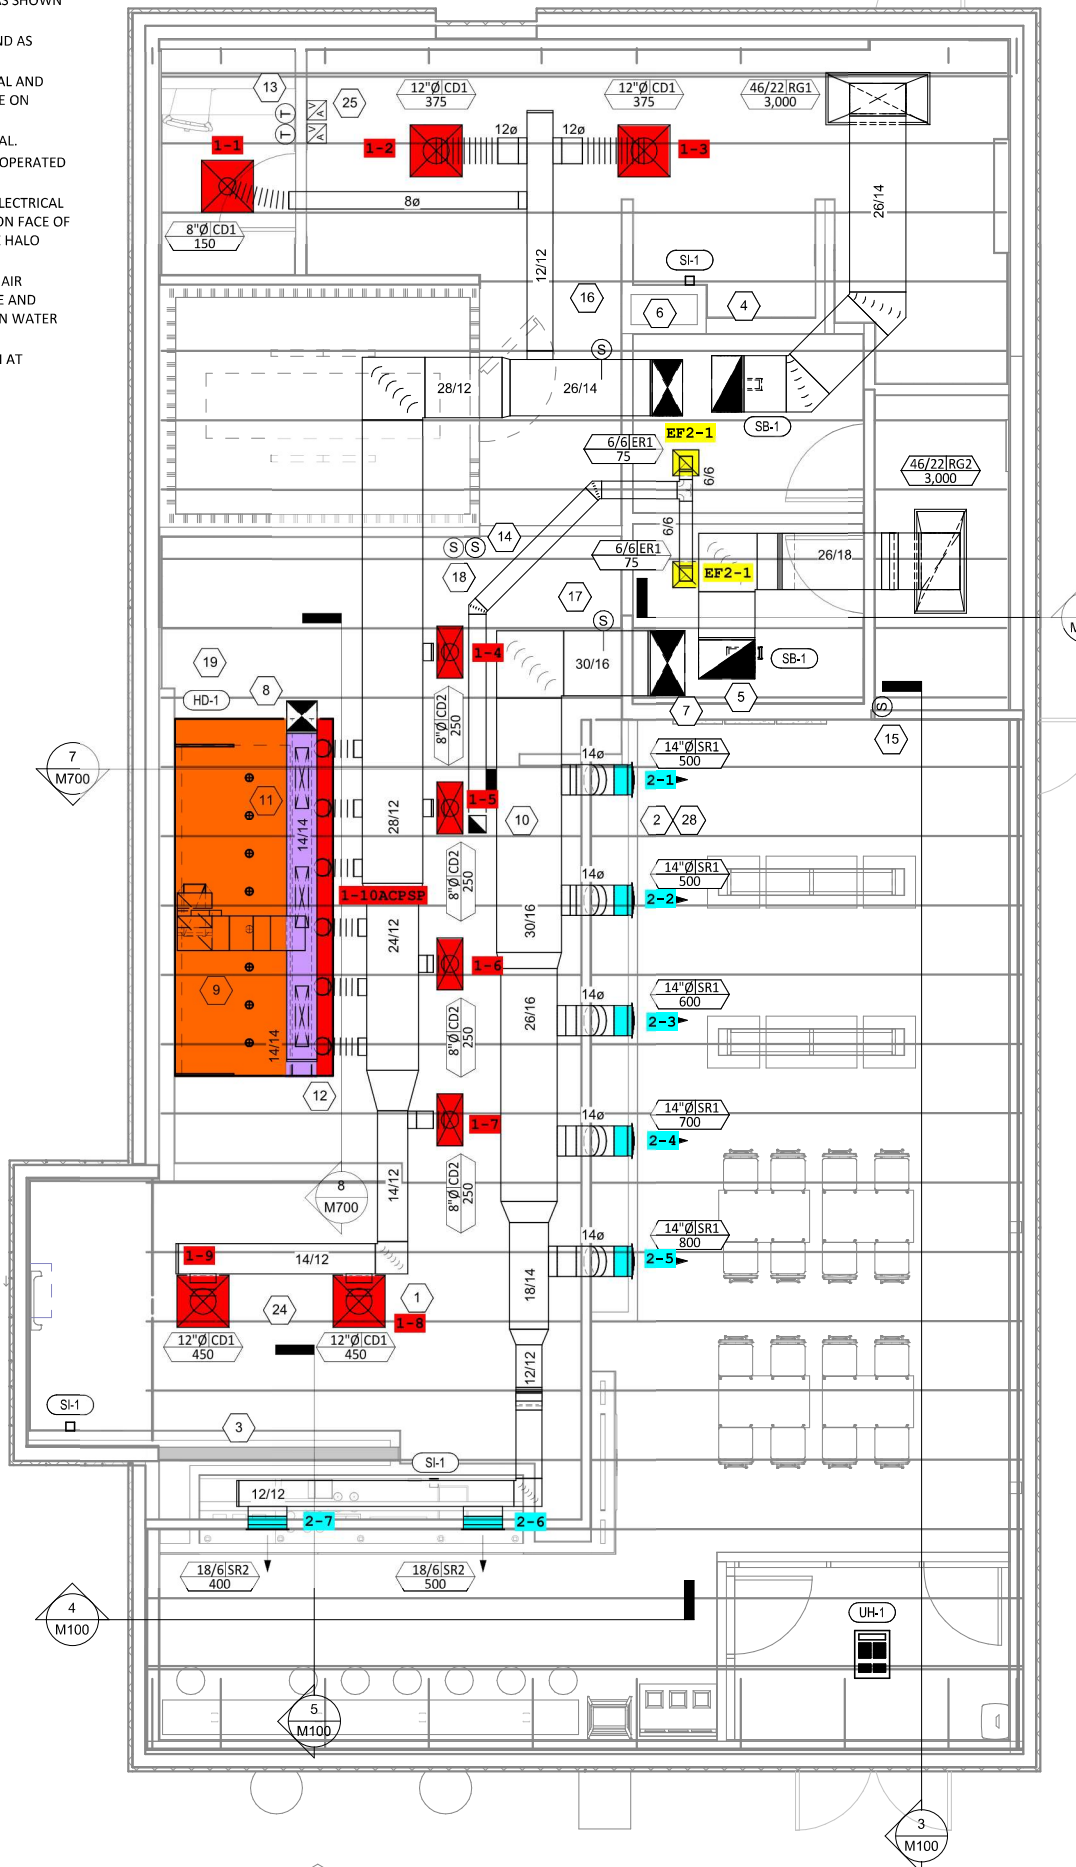 AS SHOWN
ND AS
AL AND
E ON
AL.
OPERATED
LECTRICAL
ON FACE OF
HALO
AIR
E AND
N WATER
AT
13
T
T
A V
A V
25
12"Ø CD1
375
12"Ø CD1
375
46/22 RG1
3,000
1-1
1-2
12ø
12ø
1-3
8ø
26/14
8"Ø CD1
150
12/12
SI-1
16
6
4
S
28/12
26/14
SB-1
EF2-1
6/6 ER1
75
6/6
46/22 RG2
3,000
6/6
14
S S
6/6 ER1
75
26/18
EF2-1
18
17
S
1-4
30/16
SB-1
19
HD-1
8
5
7
S
15
8"Ø CD2
250
14ø
14"Ø SR1
500
2-1
7
M700
11
14/14
28/12
1-5
10
2
28
8"Ø CD2
250
14ø
14"Ø SR1
500
2-2
1-10ACPSP
24/12
30/16
1-6
9
14ø
14"Ø SR1
600
2-3
26/16
8"Ø CD2
250
14/14
12
1-7
14ø
14"Ø SR1
700
2-4
8
M700
14/12
8"Ø CD2
250
14ø
14"Ø SR1
800
2-5
1-9
14/12
18/14
24
1
1-8
12"Ø CD1
450
12"Ø CD1
450
12/12
SI-1
3
SI-1
12/12
2-7
2-6
18/6 SR2
400
18/6 SR2
500
4
M100
UH-1
5
M100
3
M100